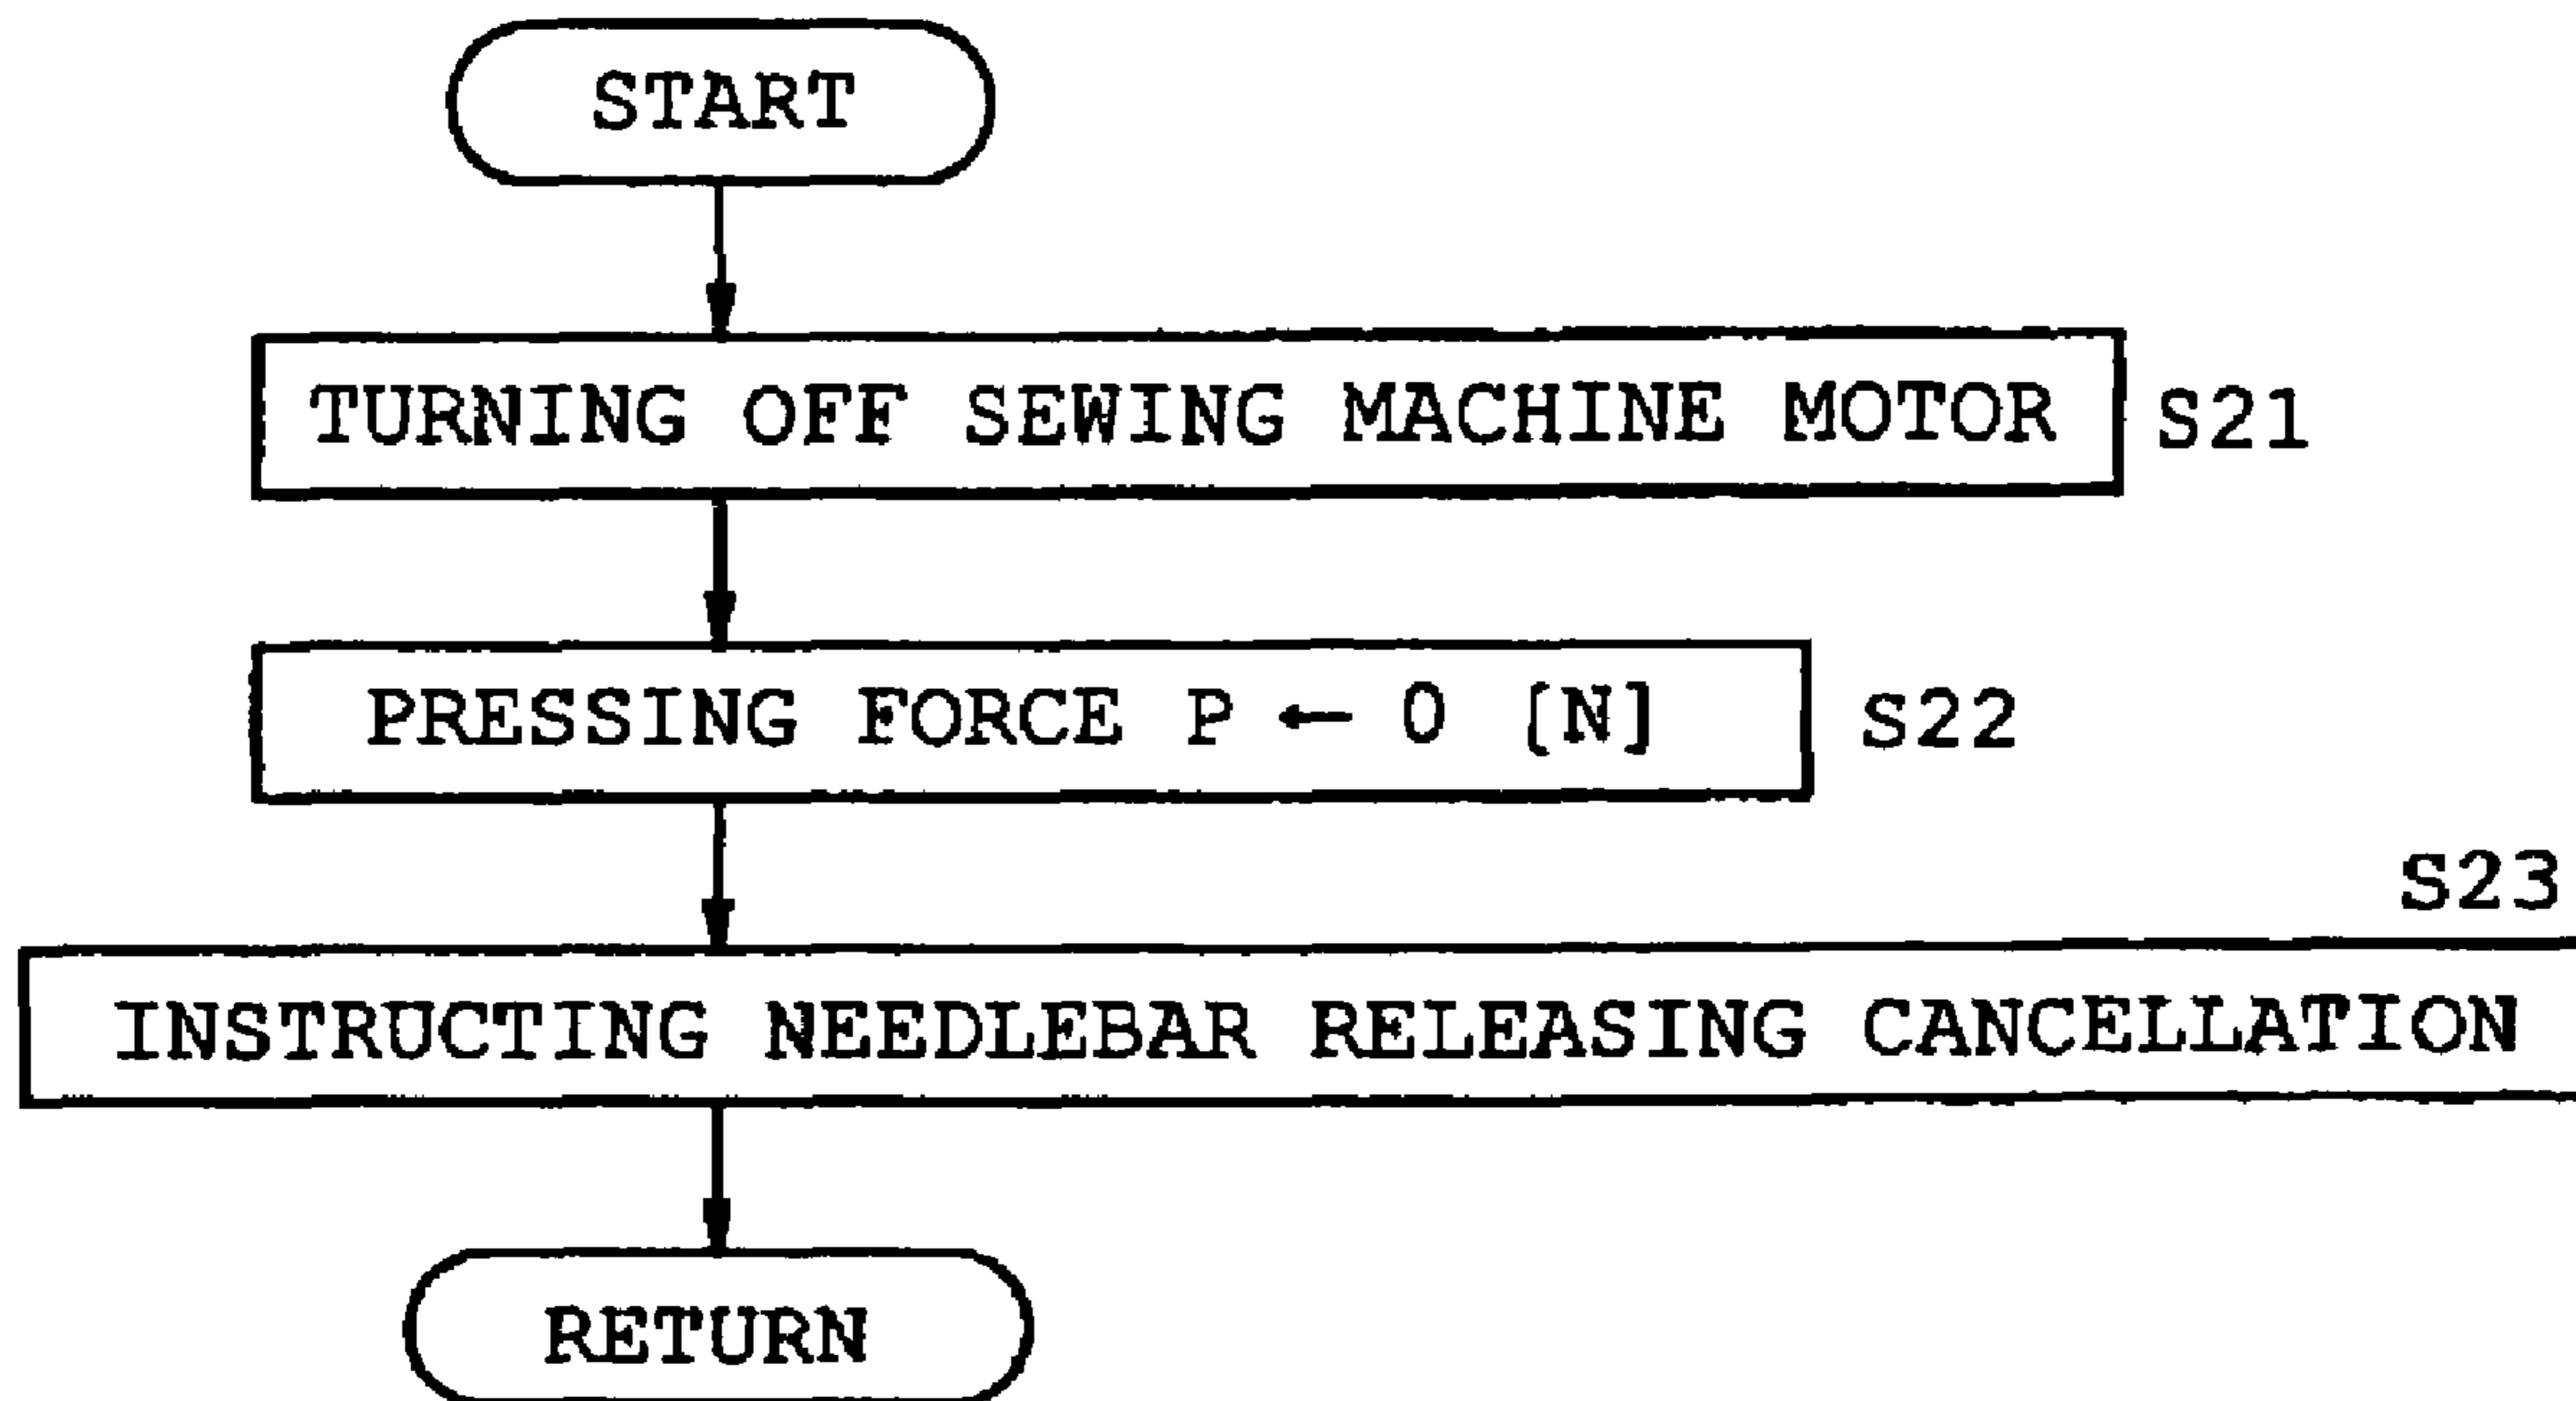 START
TURNING OFF SEWING MACHINE MOTOR S21
PRESSING FORCE P ← 0 [N] S22
S23
INSTRUCTING NEEDLEBAR RELEASING CANCELLATION
RETURN